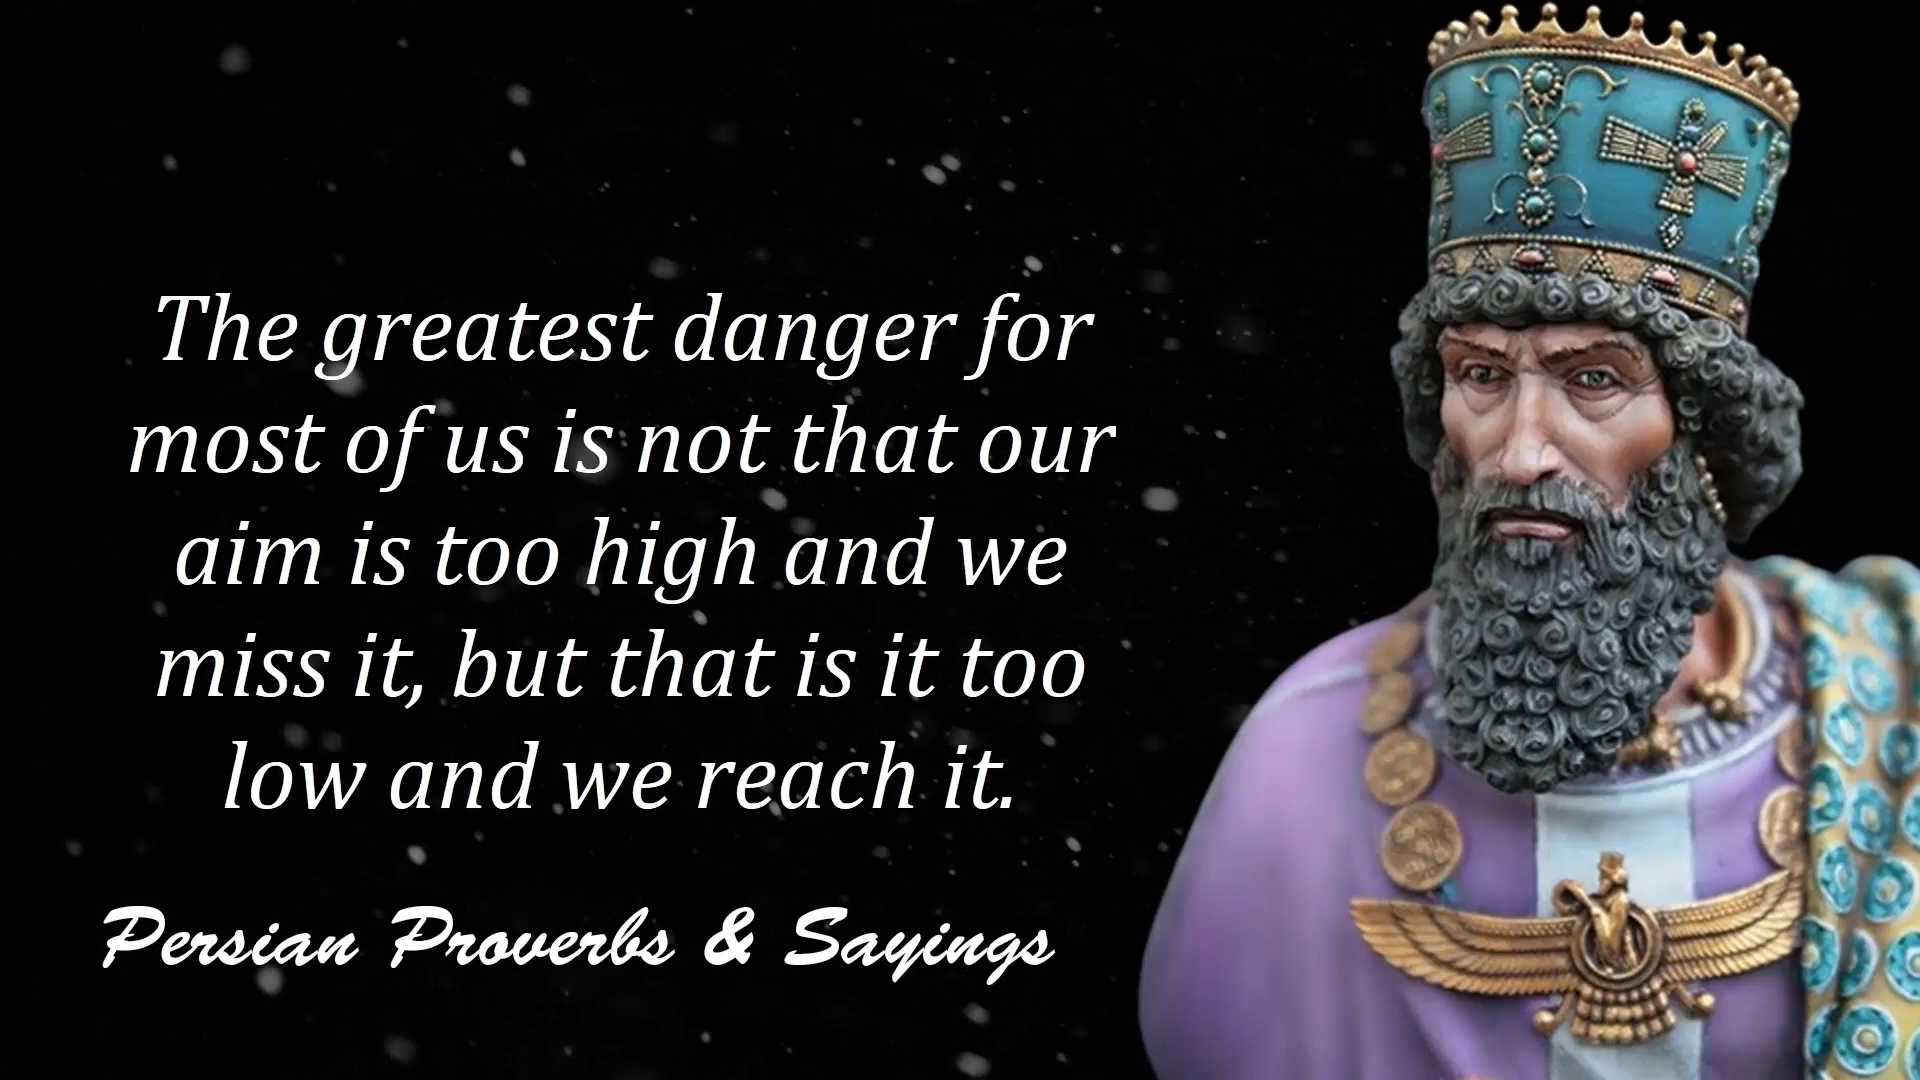 The greatest danger for
most of us is not that our
aim is too high and we
miss it, but that is it too
low and we reach it.
Persian Proverbs & Sayings